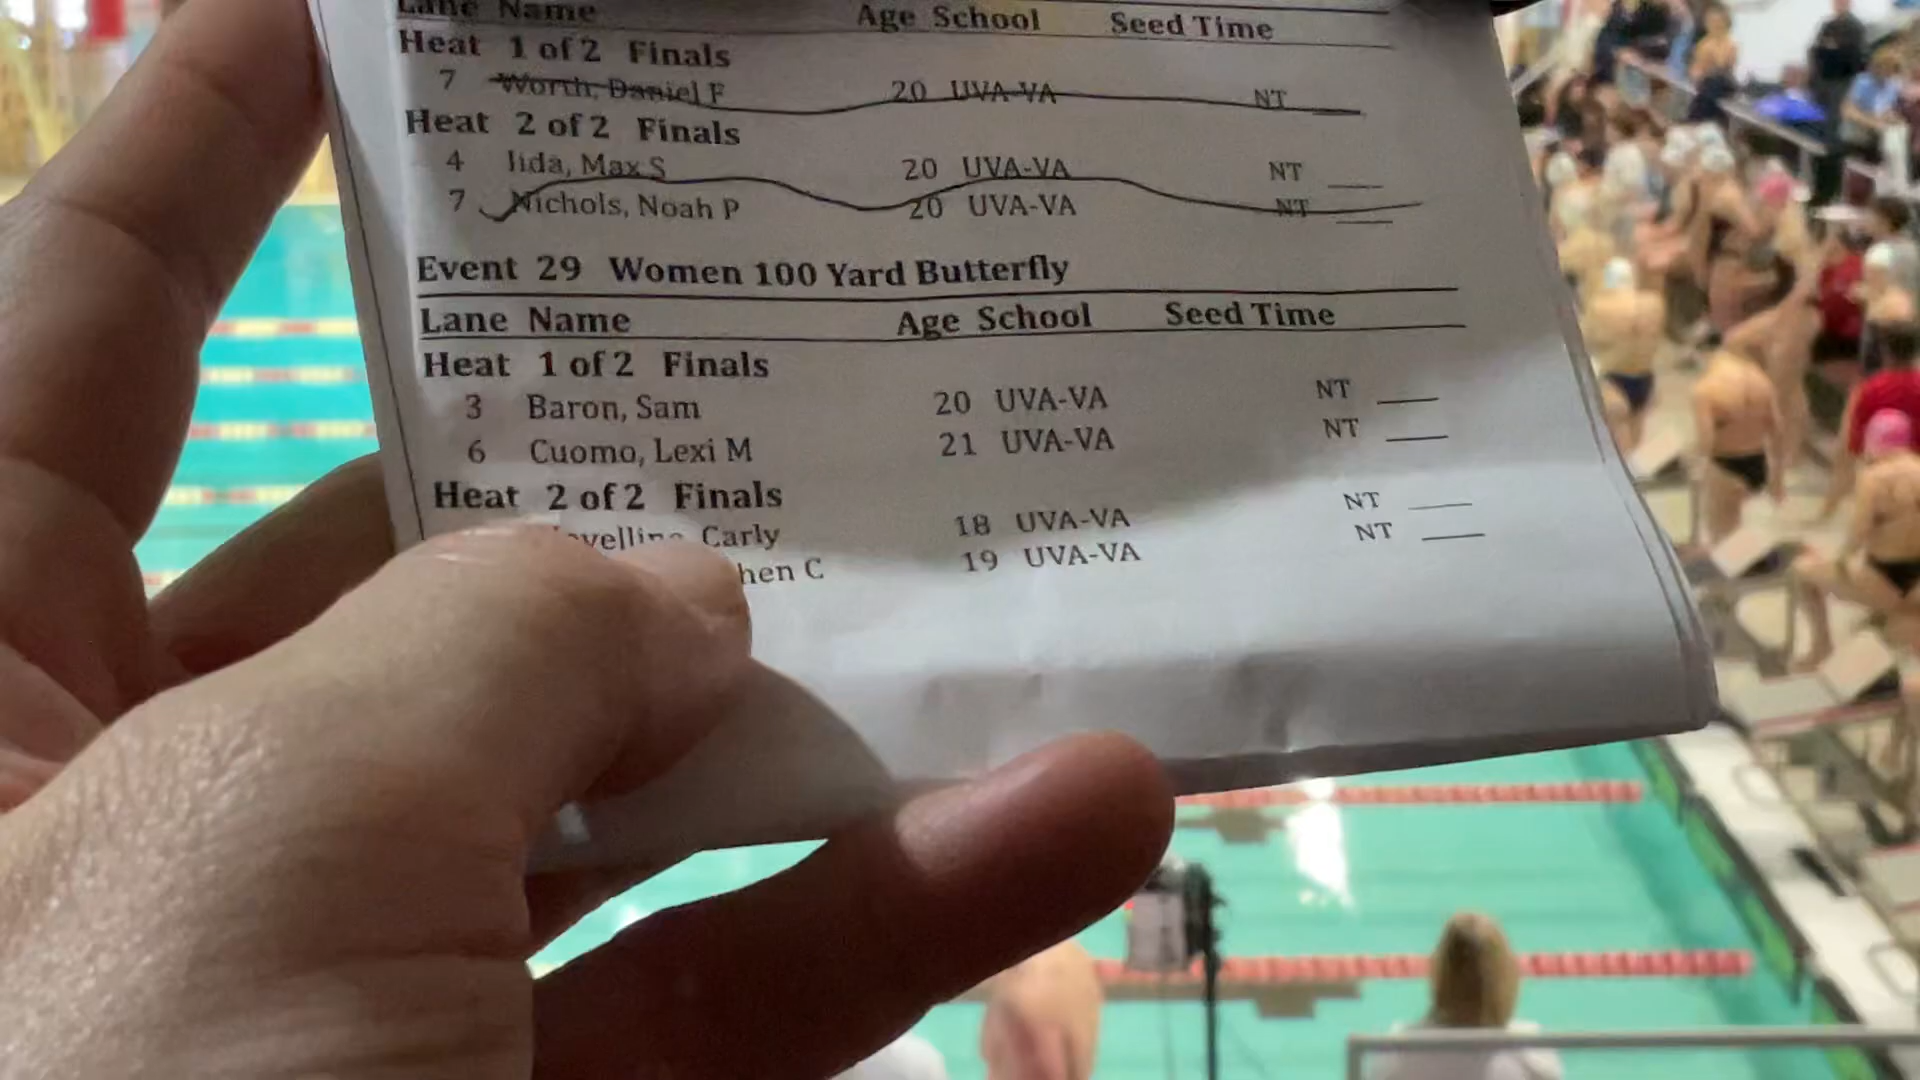 Lane Name Age School Seed Time
Heat 1 of 2 Finals
7 Worth, Daniel F 20 UVA-VA NT
Heat 2 of 2 Finals
4 Iida, Max S 20 UVA-VA NT
7 Nichols, Noah P 20 UVA-VA NT
Event 29 Women 100 Yard Butterfly
Lane Name Age School Seed Time
Heat 1 of 2 Finals
3 Baron, Sam 20 UVA-VA NT
6 Cuomo, Lexi M 21 UVA-VA NT
Heat 2 of 2 Finals
Carly 18 UVA-VA NT
C 19 UVA-VA NT